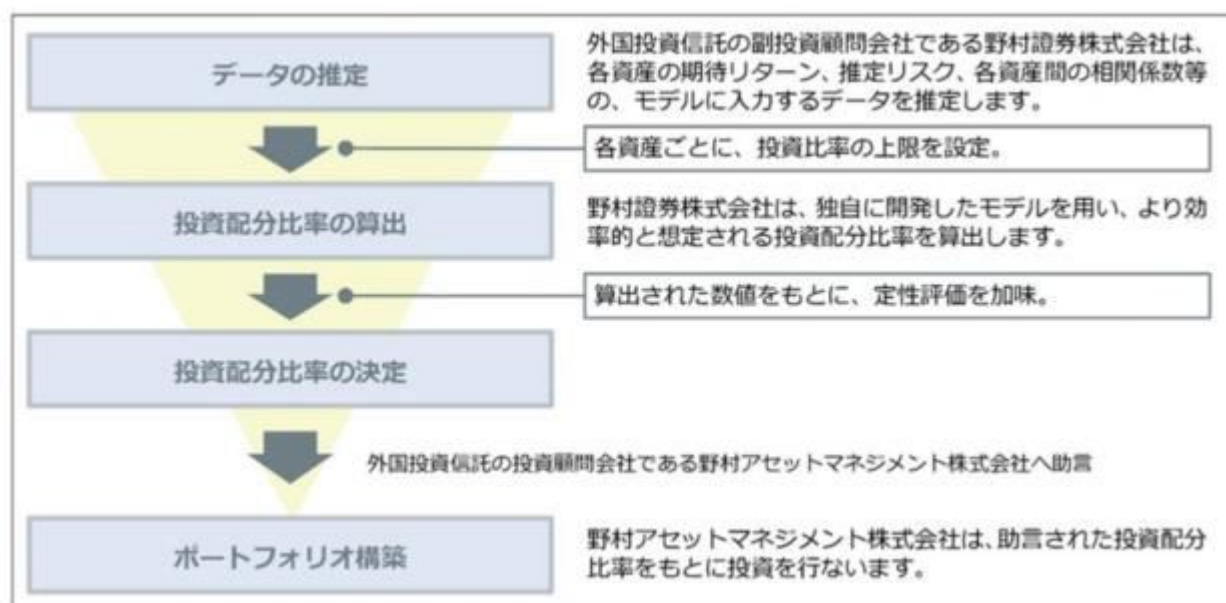 データの推定
外国投資信託の副投資顧問会社である野村證券株式会社は、
各資産の期待リターン、推定リスク、各資産間の相関係数等
の、モデルに入力するデータを推定します。
各資産ごとに、投資比率の上限を設定。
投資配分比率の算出
野村證券株式会社は、独自に開発したモデルを用い、より効
率的と想定される投資配分比率を算出します。
算出された数値をもとに、定性評価を加味。
投資配分比率の決定
外国投資信託の投資顧問会社である野村アセットマネジメント株式会社へ助言
ポートフォリオ構築
野村アセットマネジメント株式会社は、助言された投資配分
比率をもとに投資を行ないます。